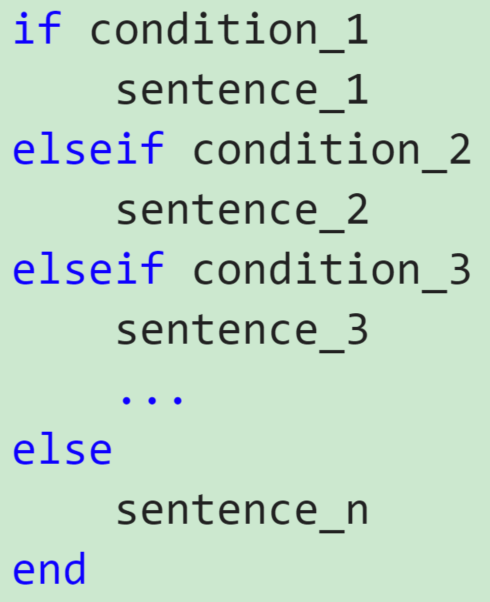 if condition_1
    sentence_1
elseif condition_2
    sentence_2
elseif condition_3
    sentence_3
    ...
else
    sentence_n
end